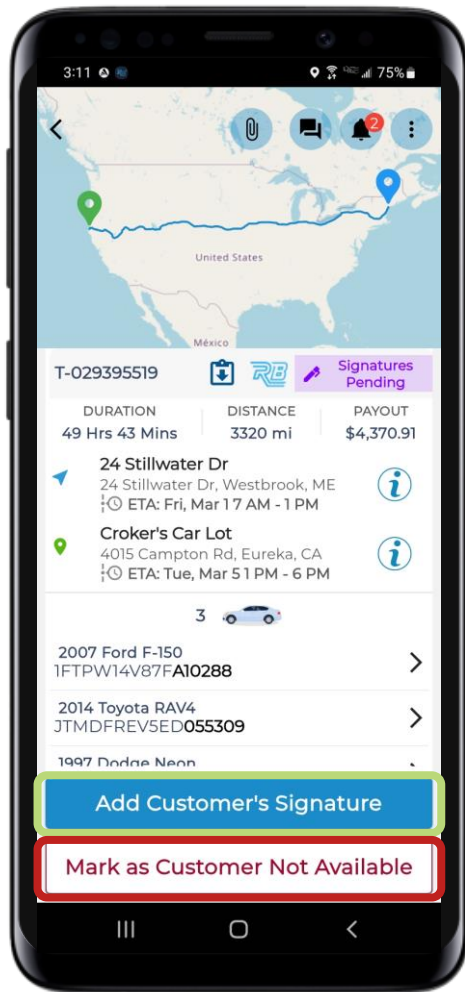 3:11
75%
2
United States
México
T-029395519
RB
Signatures
Pending
DURATION
DISTANCE
PAYOUT
49 Hrs 43 Mins
3320 mi
$4,370.91
24 Stillwater Dr
24 Stillwater Dr, Westbrook, ME
ETA: Fri, Mar 1 7 AM - 1 PM
i
Croker's Car Lot
4015 Campton Rd, Eureka, CA
ETA: Tue, Mar 5 1 PM - 6 PM
i
3
2007 Ford F-150
1FTPW14V87FA10288
2014 Toyota RAV4
JTMDFREV5ED055309
1997 Dodge Neon
Add Customer's Signature
Mark as Customer Not Available